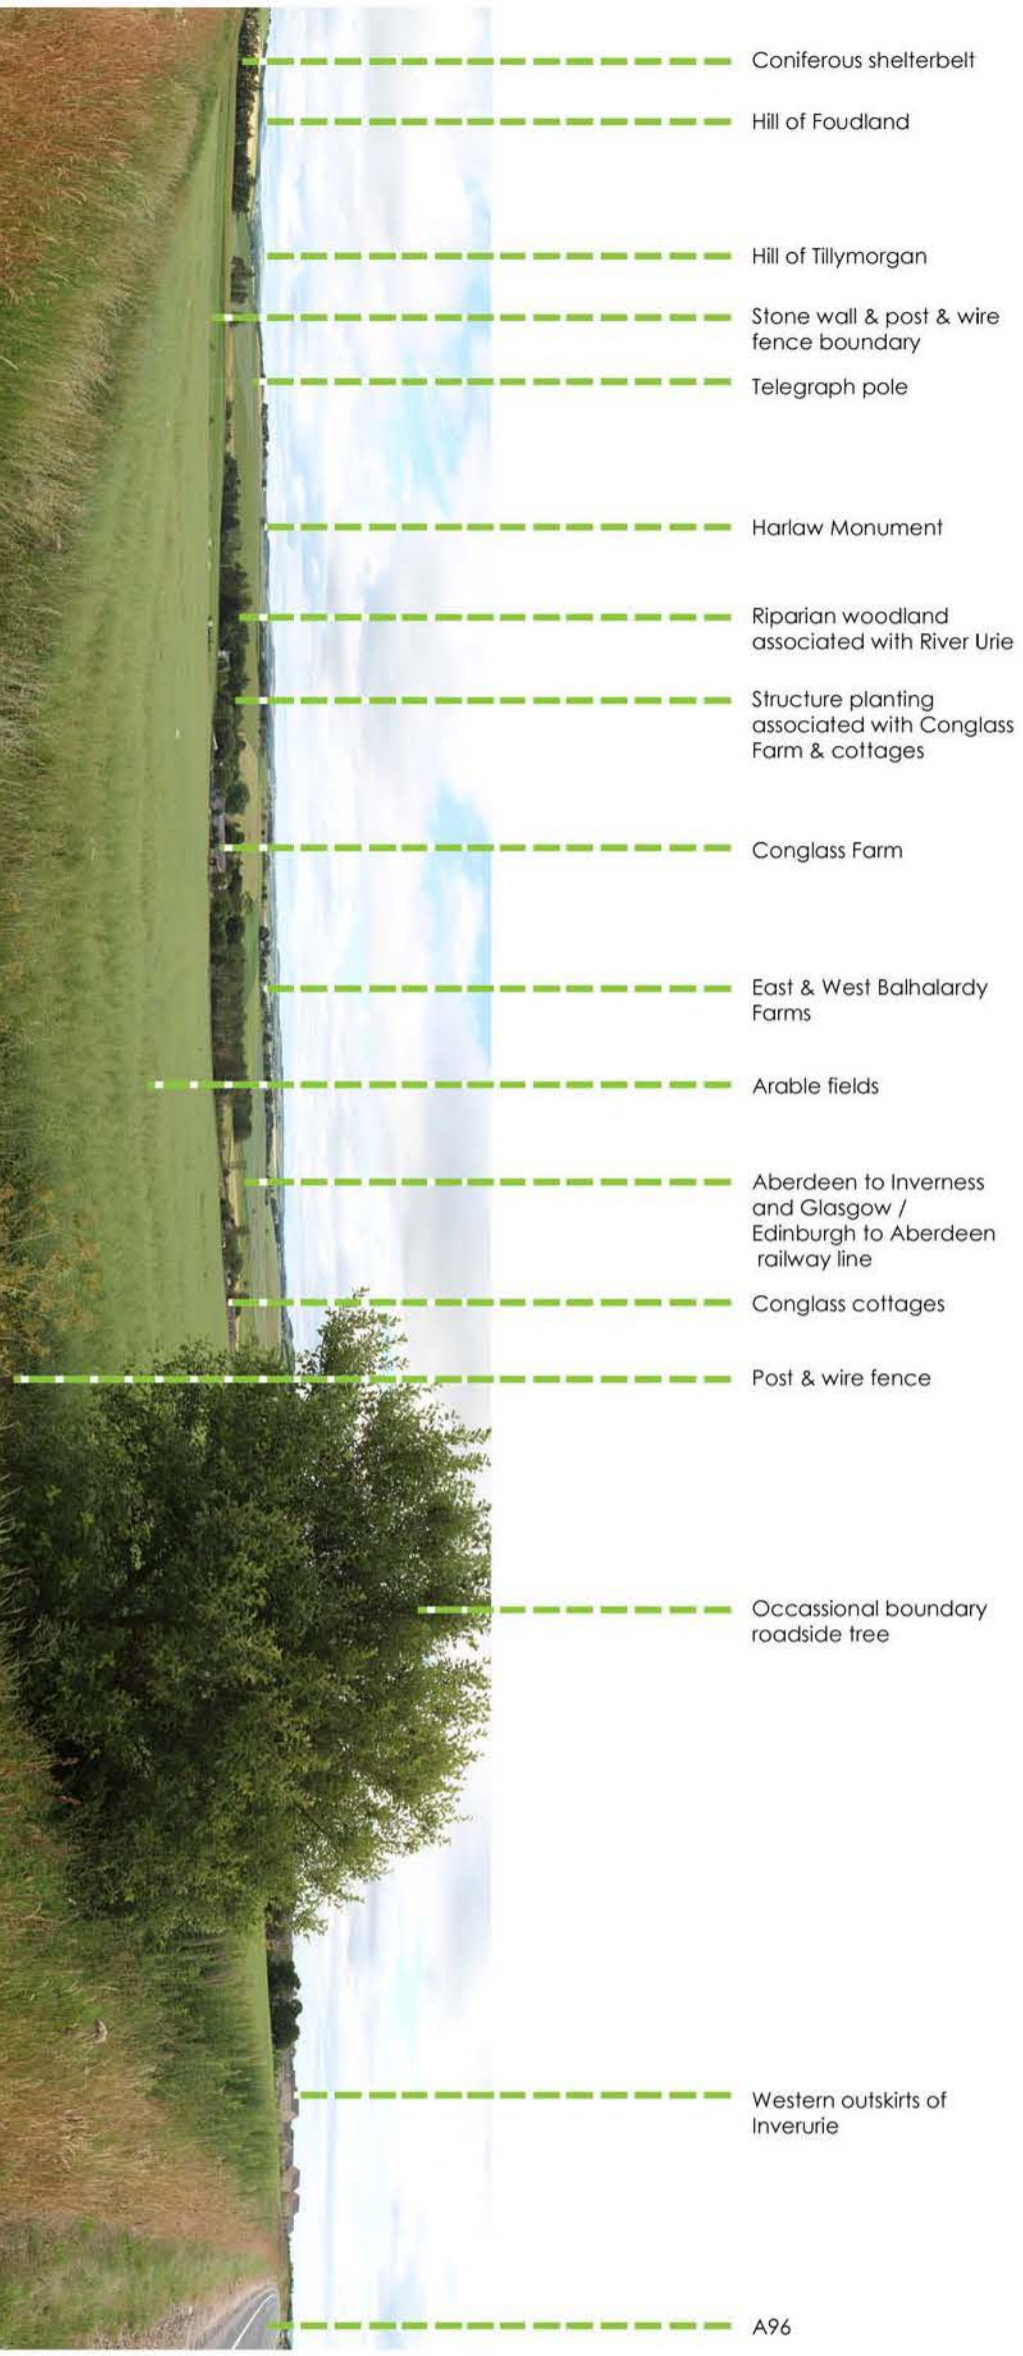 Coniferous shelterbelt
Hill of Foudland
Hill of Tillymorgan
Stone wall & post & wire
fence boundary
Telegraph pole
Harlaw Monument
Riparian woodland
associated with River Urie
Structure planting
associated with Conglass
Farm & cottages
Conglass Farm
East & West Balhalardy
Farms
Arable fields
Aberdeen to Inverness
and Glasgow /
Edinburgh to Aberdeen
railway line
Conglass cottages
Post & wire fence
Occassional boundary
roadside tree
Western outskirts of
Inverurie
A96